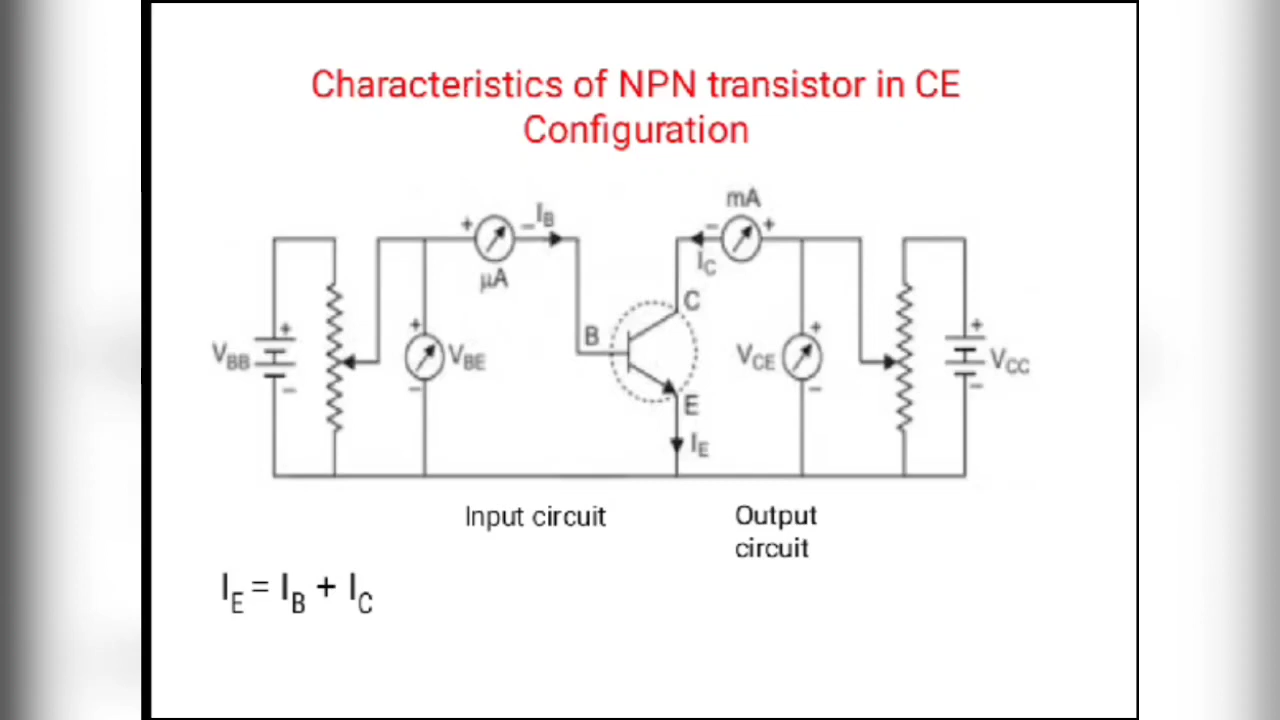 Characteristics of NPN transistor in CE
Configuration
mA
+
− I_B
−
+
I_C
μA
C
+
B
+
+
+
V_BB
V_BE
V_CE
V_CC
−
−
−
−
E
I_E
Input circuit
Output
circuit
I_E = I_B + I_C